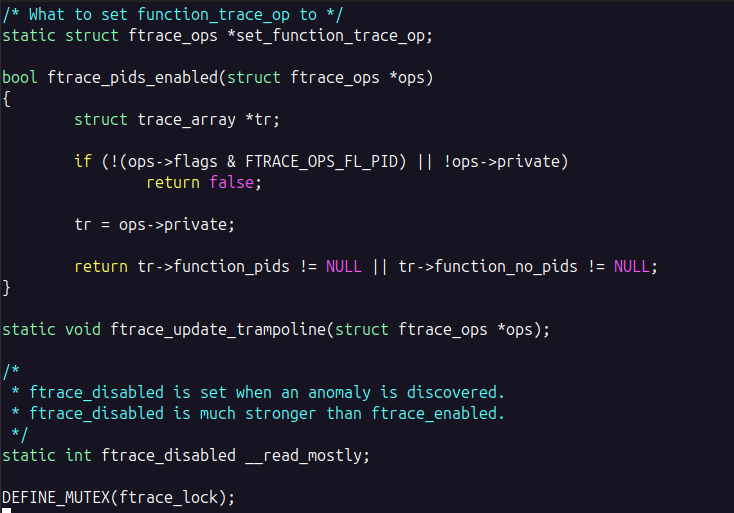 /* What to set function_trace_op to */
static struct ftrace_ops *set_function_trace_op;

bool ftrace_pids_enabled(struct ftrace_ops *ops)
{
        struct trace_array *tr;

        if (!(ops->flags & FTRACE_OPS_FL_PID) || !ops->private)
                return false;

        tr = ops->private;

        return tr->function_pids != NULL || tr->function_no_pids != NULL;
}

static void ftrace_update_trampoline(struct ftrace_ops *ops);

/*
 * ftrace_disabled is set when an anomaly is discovered.
 * ftrace_disabled is much stronger than ftrace_enabled.
 */
static int ftrace_disabled __read_mostly;

DEFINE_MUTEX(ftrace_lock);